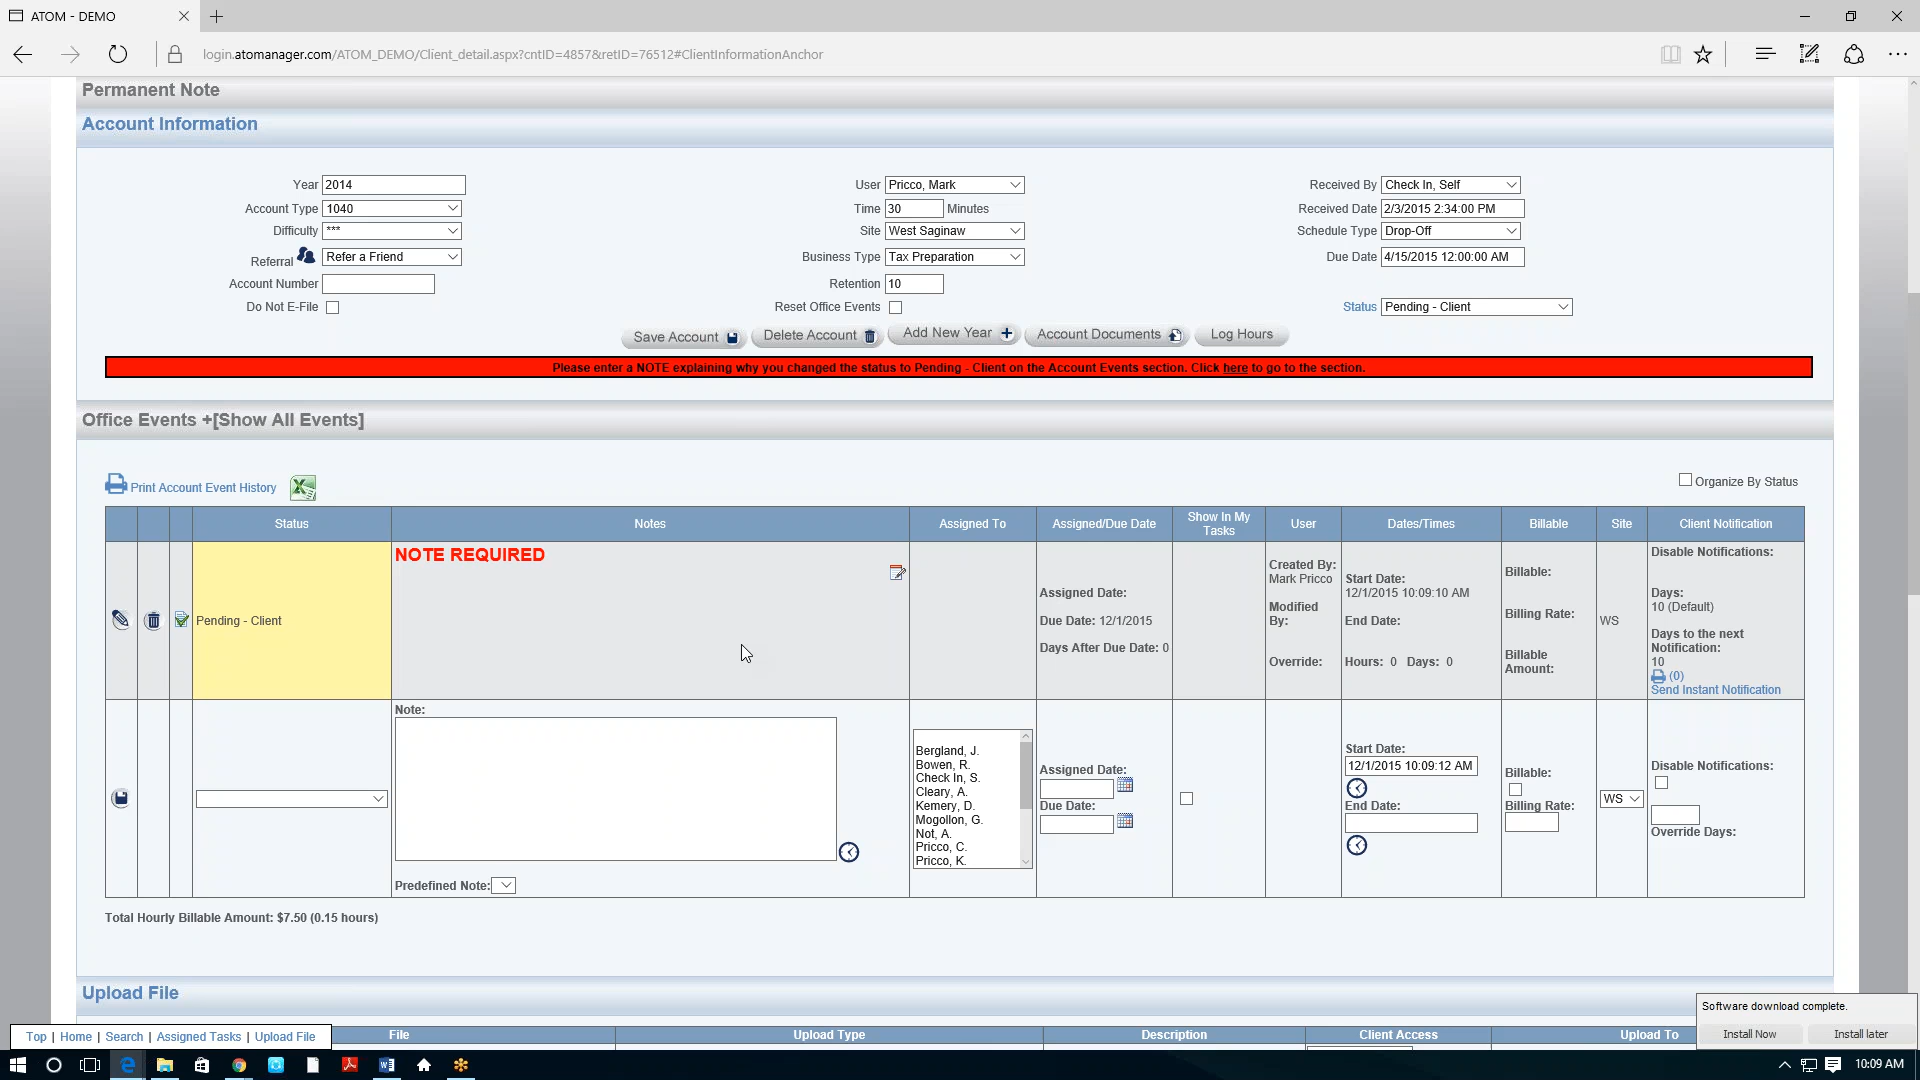 ATOM - DEMO
login.atomanager.com/ATOM_DEMO/Client_detail.aspx?cntID=4857&retID=76512#ClientInformationAnchor
Permanent Note
Account Information
Year 2014 User Pricco, Mark Received By Check In, Self
Account Type 1040 Time 30 Minutes Received Date 2/3/2015 2:34:00 PM
Difficulty *** Site West Saginaw Schedule Type Drop-Off
Referral Refer a Friend Business Type Tax Preparation Due Date 4/15/2015 12:00:00 AM
Account Number Retention 10
Do Not E-File Reset Office Events Status Pending - Client
Save Account Delete Account Add New Year Account Documents Log Hours
Please enter a NOTE explaining why you changed the status to Pending - Client on the Account Events section. Click here to go to the section.
Office Events +[Show All Events]
Print Account Event History Organize By Status
Status Notes Assigned To Assigned/Due Date Show In My Tasks User Dates/Times Billable Site Client Notification
Pending - Client
NOTE REQUIRED
Assigned Date:
Due Date: 12/1/2015
Days After Due Date: 0
Created By:
Mark Pricco
Modified
By:
Override:
Start Date:
12/1/2015 10:09:10 AM
End Date:
Hours: 0 Days: 0
Billable:
Billing Rate:
Billable
Amount:
WS
Disable Notifications:
Days:
10 (Default)
Days to the next
Notification:
10
(0)
Send Instant Notification
Note:
Predefined Note:
Bergland, J.
Bowen, R.
Check In, S.
Cleary, A.
Kemery, D.
Mogollon, G.
Not, A.
Pricco, C.
Pricco, K.
Assigned Date:
Due Date:
Start Date:
12/1/2015 10:09:12 AM
End Date:
Billable:
Billing Rate:
WS
Disable Notifications:
Override Days:
Total Hourly Billable Amount: $7.50 (0.15 hours)
Upload File
File Upload Type Description Client Access Upload To
Top | Home | Search | Assigned Tasks | Upload File
Software download complete.
Install Now Install later
10:09 AM